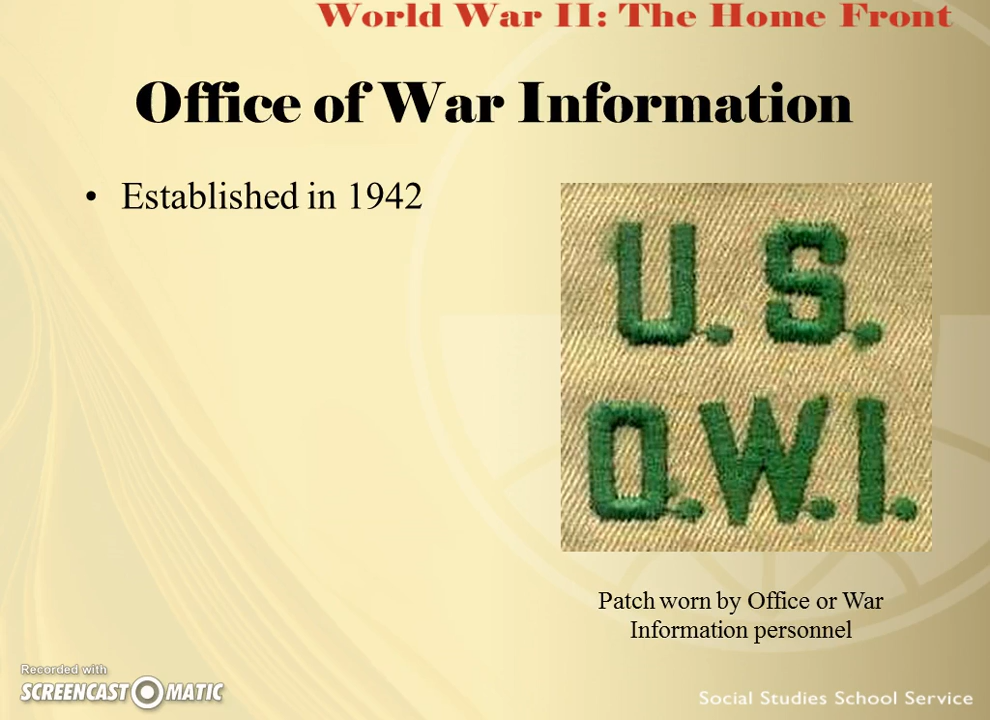 World War II: The Home Front
Office of War Information
• Established in 1942
U.S.
O.W.I.
Patch worn by Office or War
Information personnel
Recorded with
SCREENCAST MATIC
Social Studies School Service